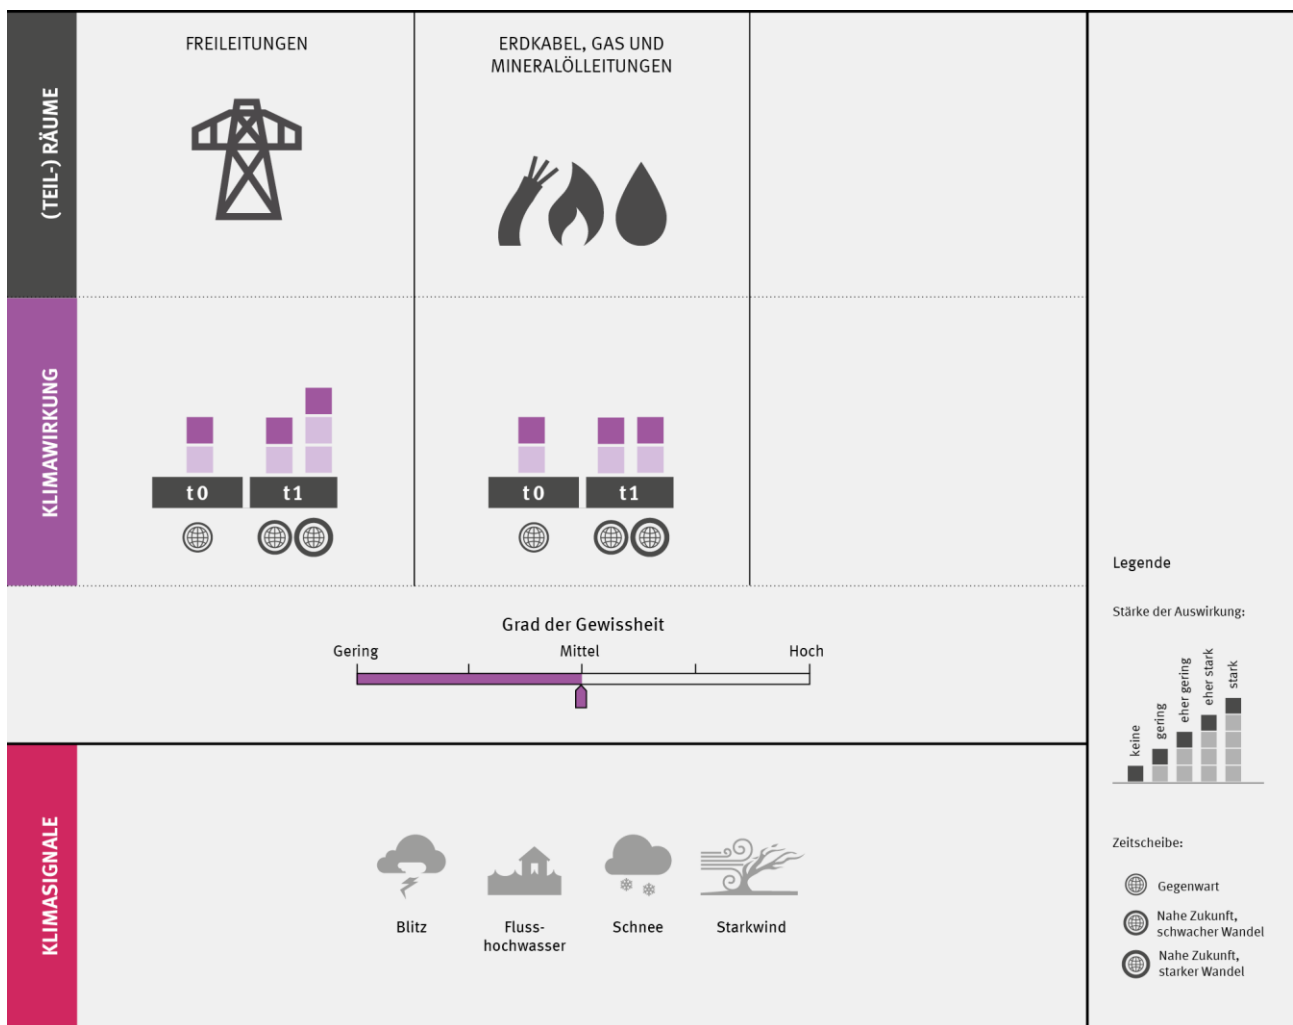 (TEIL-) RÄUME
FREILEITUNGEN
ERDKABEL, GAS UND
MINERALÖLLEITUNGEN
KLIMAWIRKUNG
t0
t1
t0
t1
Grad der Gewissheit
Gering
Mittel
Hoch
KLIMASIGNALE
Blitz
Fluss-
hochwasser
Schnee
Starkwind
Legende
Stärke der Auswirkung:
keine
gering
eher gering
eher stark
stark
Zeitscheibe:
Gegenwart
Nahe Zukunft,
schwacher Wandel
Nahe Zukunft,
starker Wandel